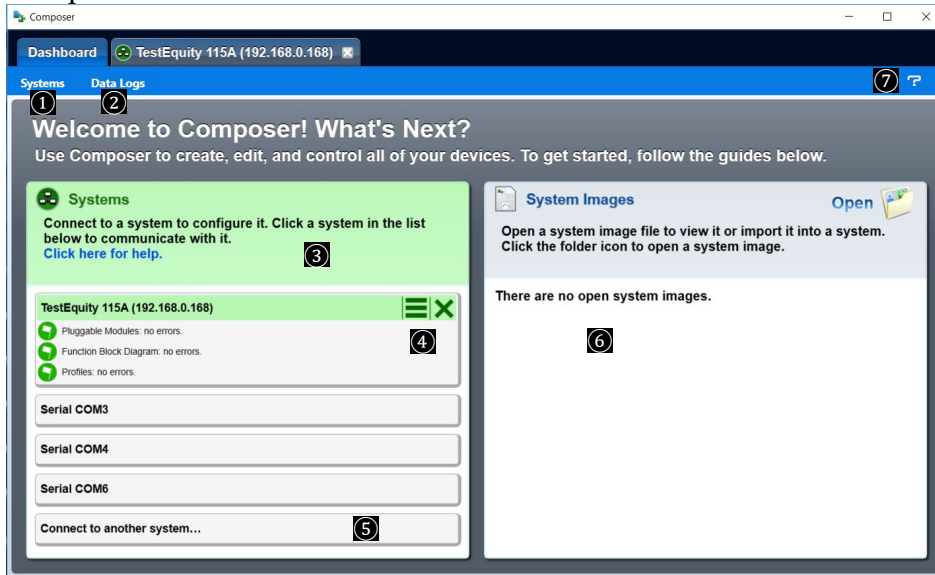 Composer
Dashboard TestEquity 115A (192.168.0.168)
Systems Data Logs 7 ?
1 2
Welcome to Composer! What's Next?
Use Composer to create, edit, and control all of your devices. To get started, follow the guides below.
Systems
Connect to a system to configure it. Click a system in the list
below to communicate with it.
Click here for help.
3
TestEquity 115A (192.168.0.168)
Pluggable Modules: no errors.
4
Function Block Diagram: no errors.
Profiles: no errors.
Serial COM3
Serial COM4
Serial COM6
Connect to another system...
5
System Images
Open
Open a system image file to view it or import it into a system.
Click the folder icon to open a system image.
There are no open system images.
6